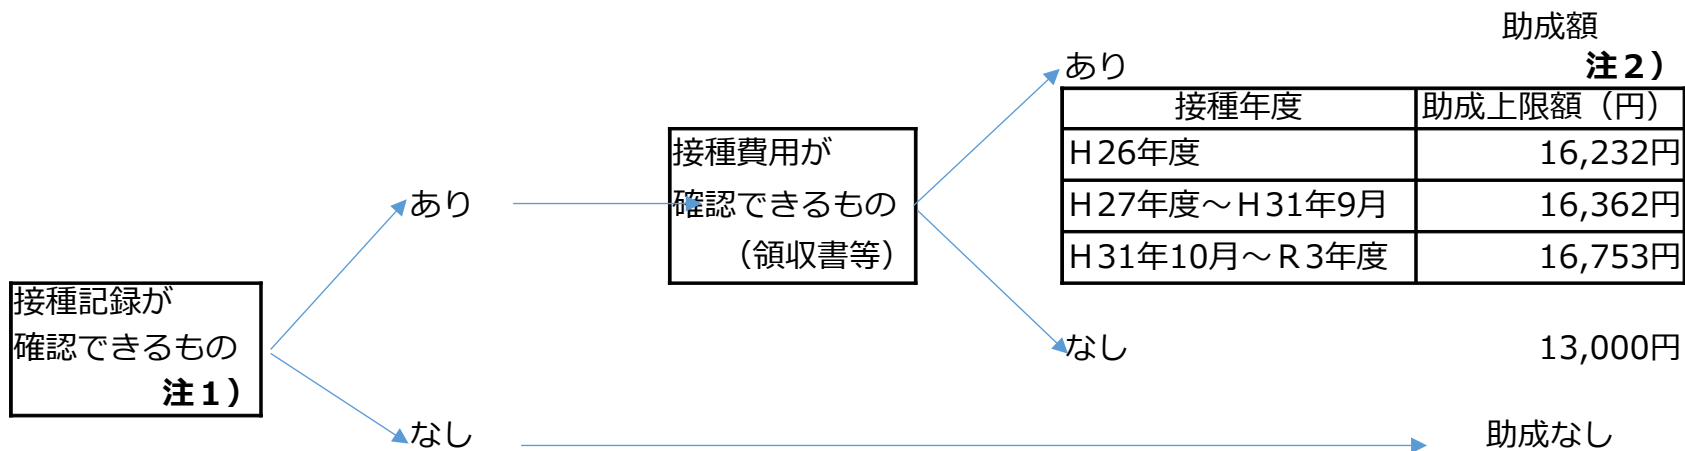 助成額
あり
注２）
接種年度 助成上限額（円）
Ｈ26年度 16,232円
Ｈ27年度～Ｈ31年9月 16,362円
Ｈ31年10月～Ｒ3年度 16,753円
接種費用が
確認できるもの
（領収書等）
あり
接種記録が
確認できるもの
注１）
なし 13,000円
なし 助成なし